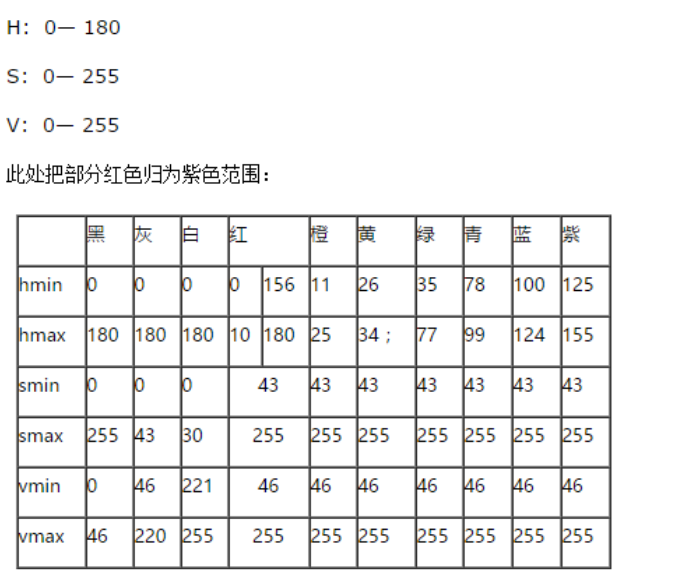 H：0— 180
S：0— 255
V：0— 255
此处把部分红色归为紫色范围：
黑 灰 白 红 橙 黄 绿 青 蓝 紫
hmin 0 0 0 0 156 11 26 35 78 100 125
hmax 180 180 180 10 180 25 34； 77 99 124 155
smin 0 0 0 43 43 43 43 43 43 43
smax 255 43 30 255 255 255 255 255 255 255
vmin 0 46 221 46 46 46 46 46 46 46
vmax 46 220 255 255 255 255 255 255 255 255